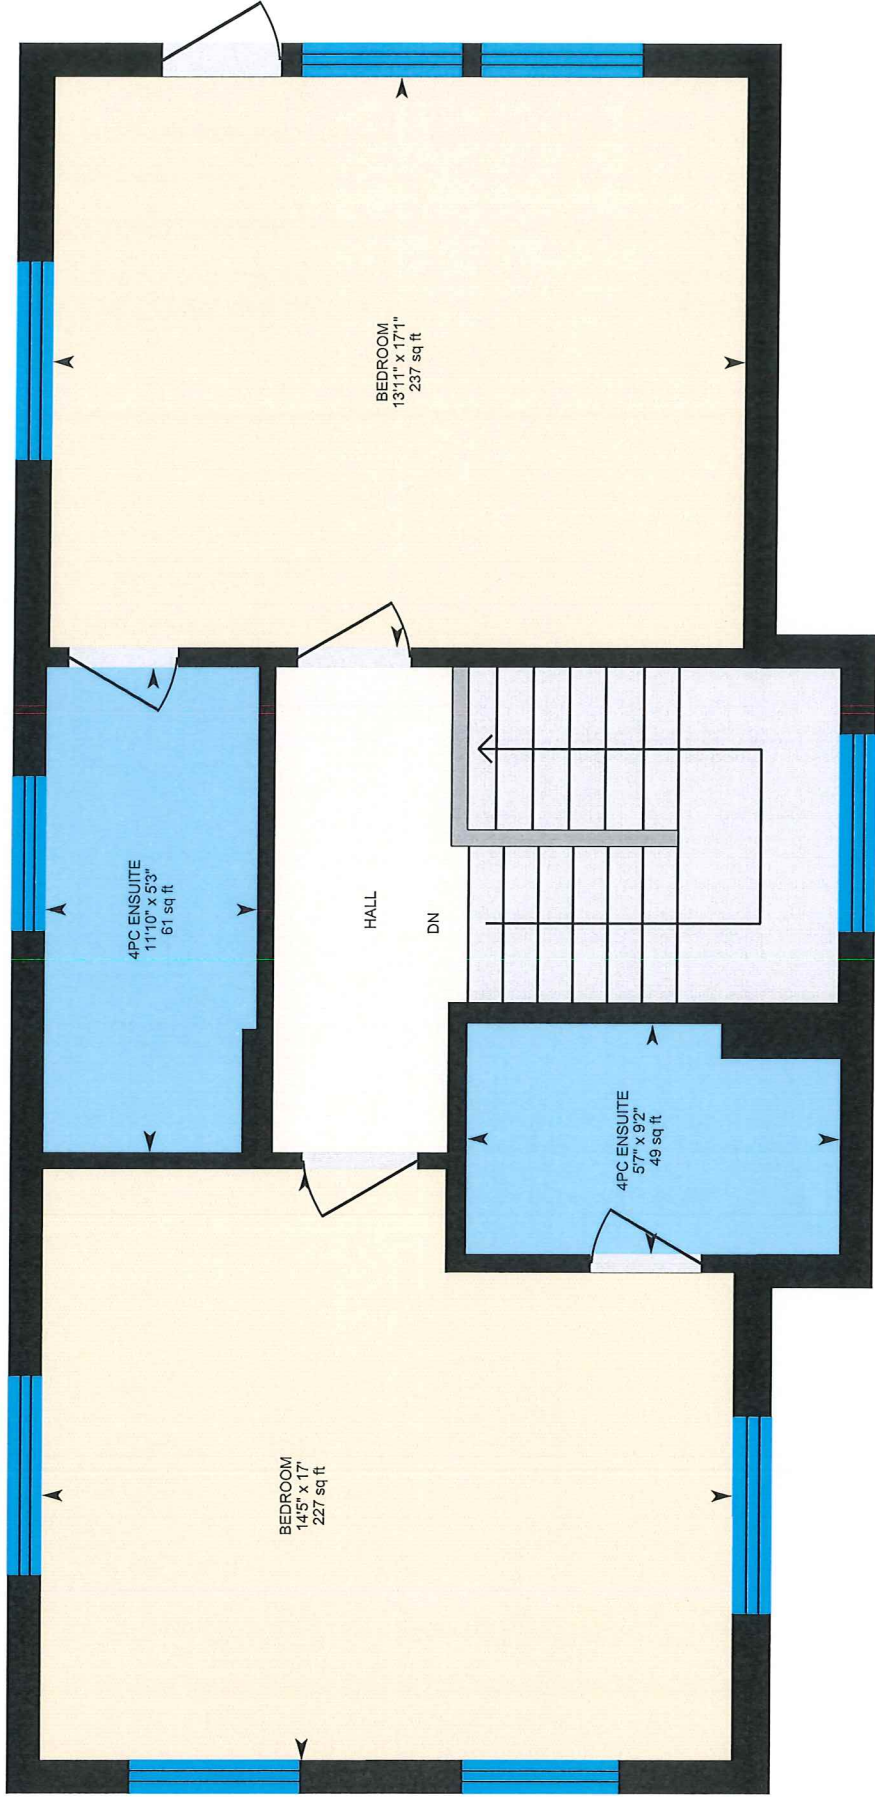 BEDROOM
13'11" x 17'1"
237 sq ft
4PC ENSUITE
11'10" x 5'3"
61 sq ft
HALL
DN
4PC ENSUITE
5'7" x 9'2"
49 sq ft
BEDROOM
14'5" x 17'
227 sq ft